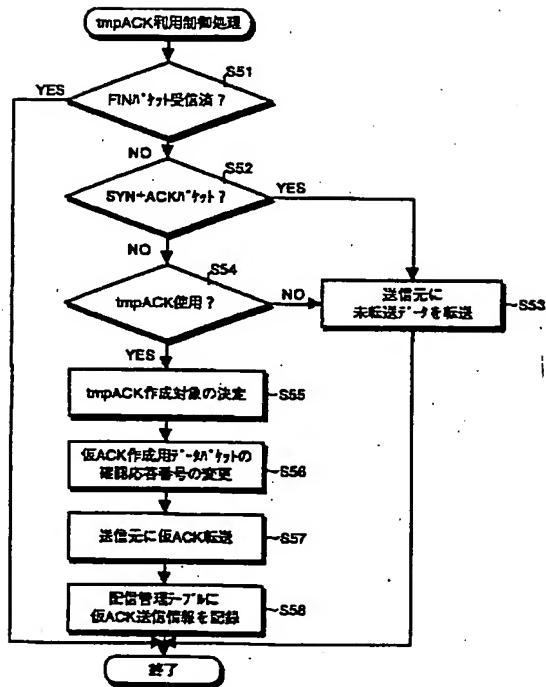 tmpACK利用制御処理
S51
YES
FINパケット受信済？
NO
S52
SYN+ACKパケット？
YES
NO
S54
tmpACK使用？
NO
送信元に
未転送データを転送
S53
YES
tmpACK作成対象の決定
S55
仮ACK作成用データパケットの
確認応答番号の変更
S56
送信元に仮ACK転送
S57
配信管理テーブルに
仮ACK送信情報を記録
S58
終了